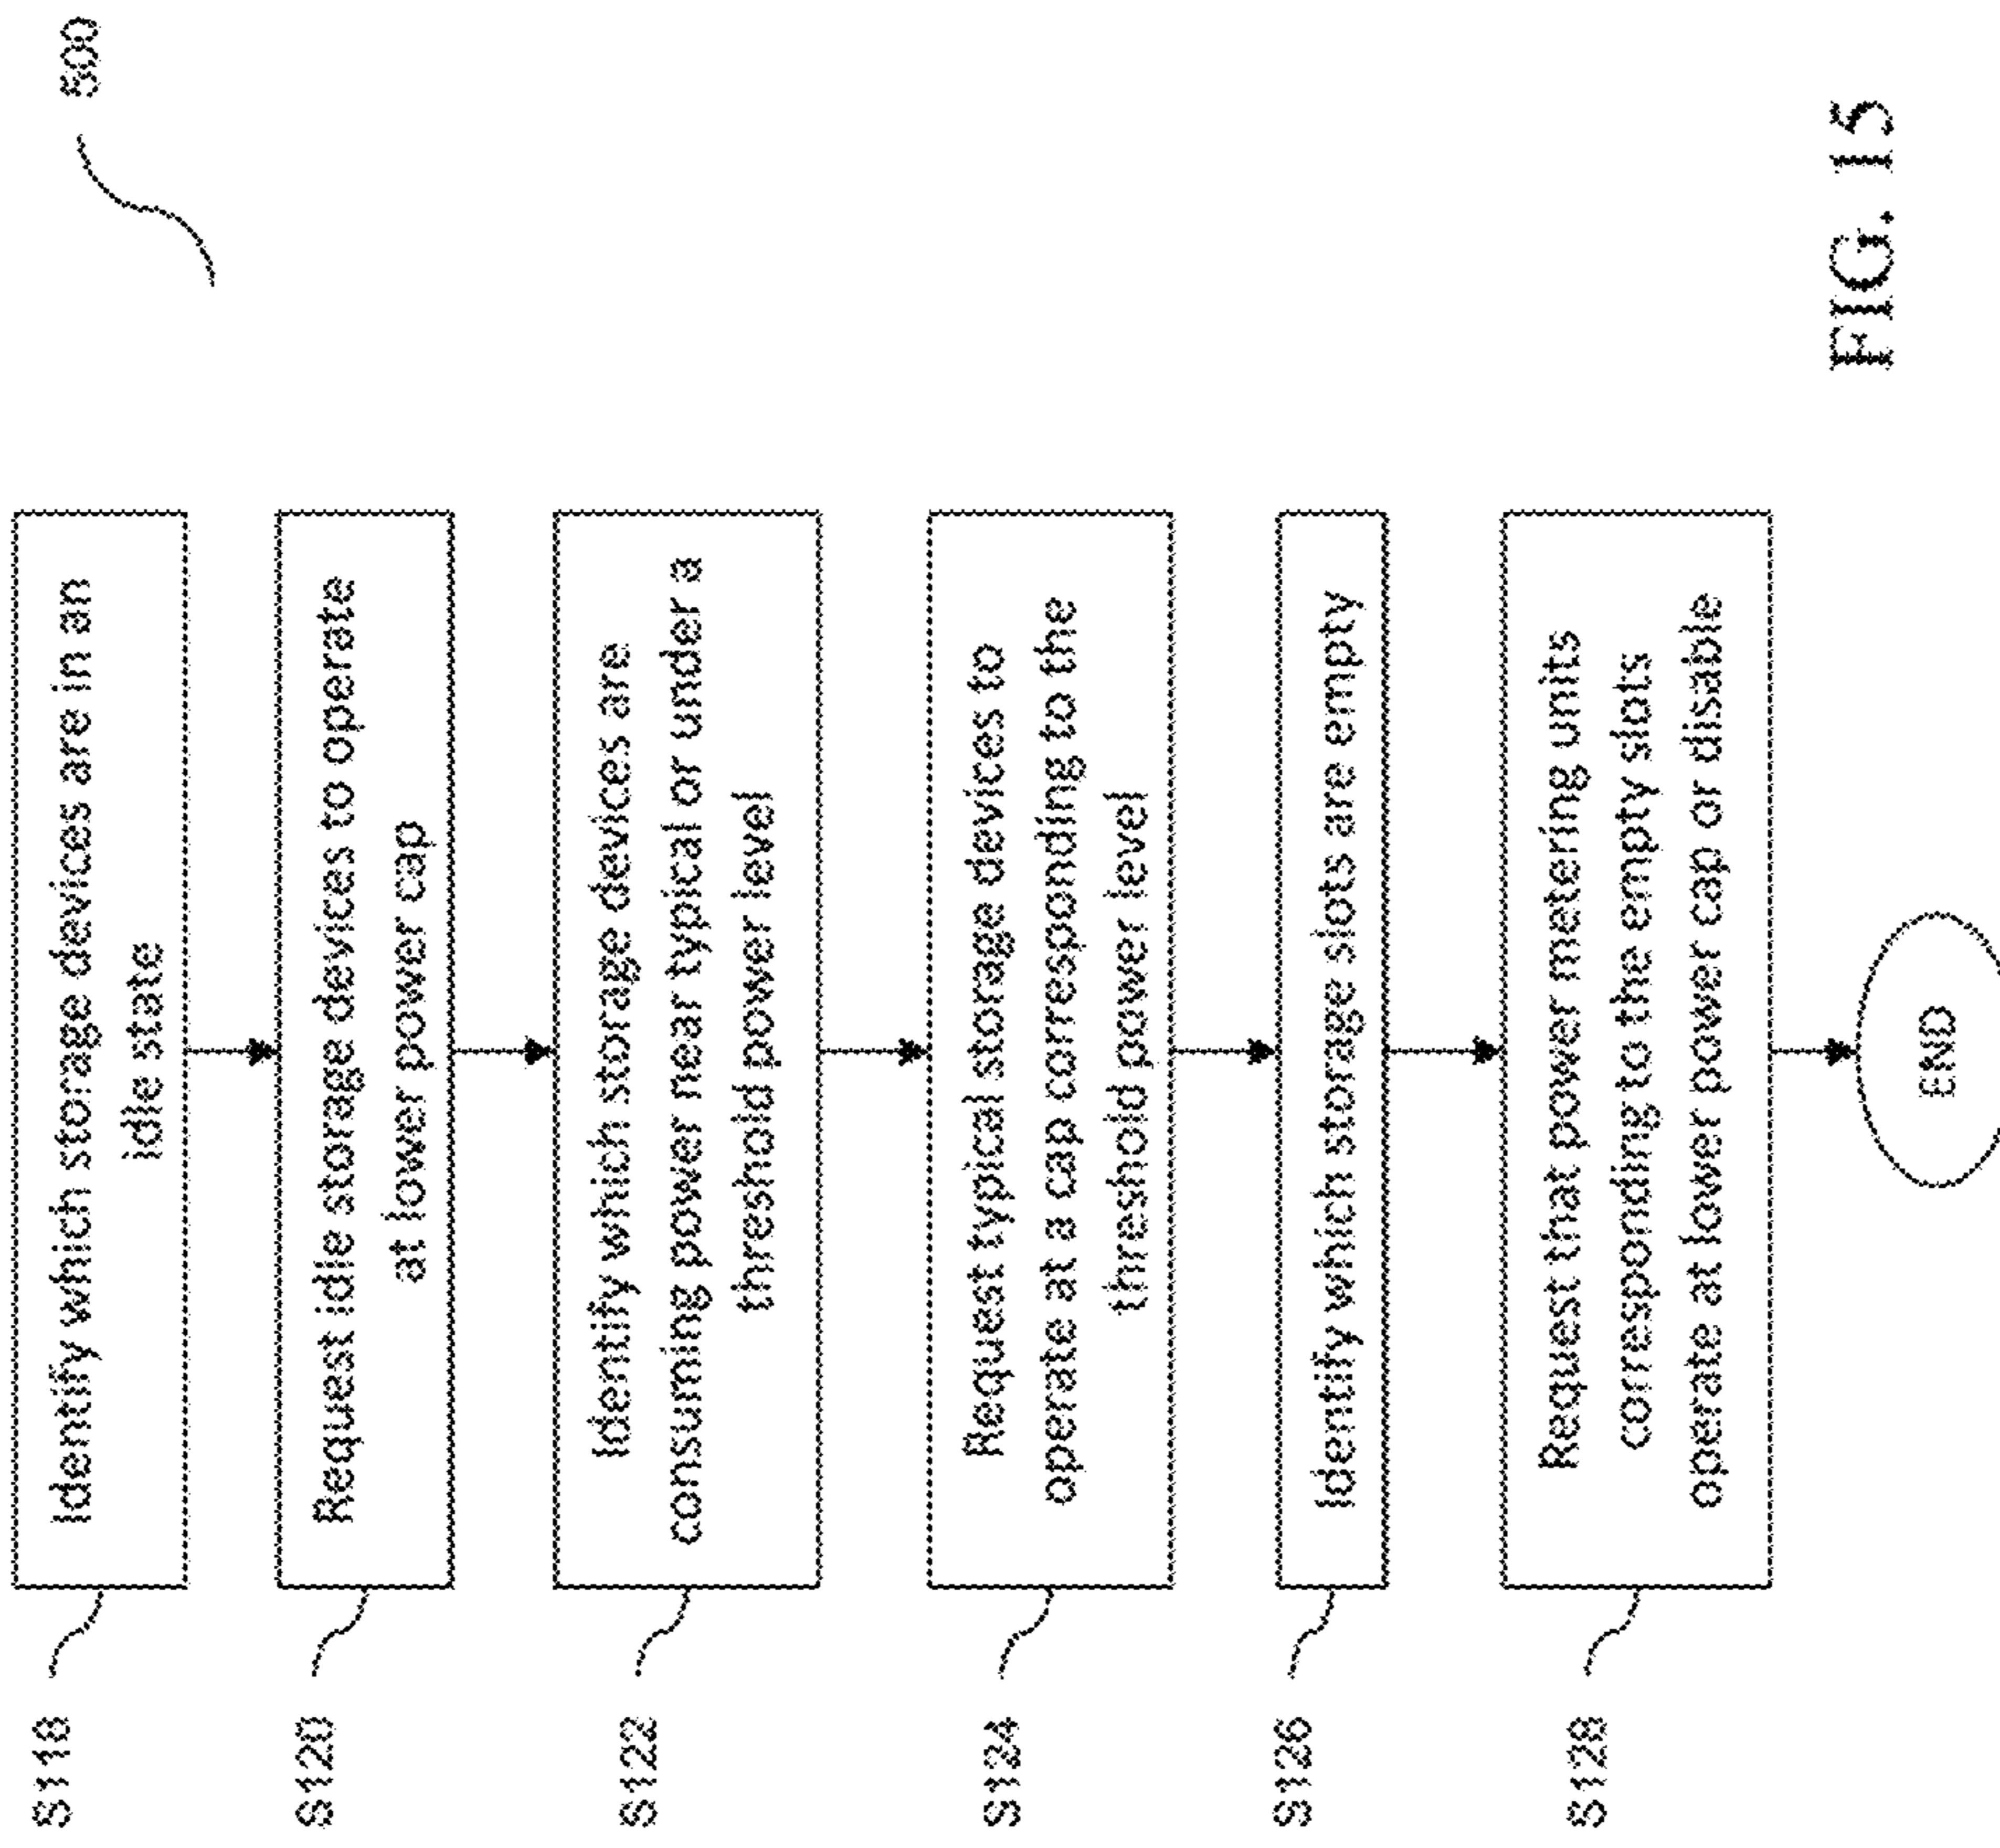 500
S118
Identify which storage devices are in an
idle state
S120
Request idle storage devices to operate
at lower power cap
S122
Identify which storage devices are
consuming power near typical or under a
threshold power level
S124
Request typical storage devices to
operate at a cap corresponding to the
threshold power level
S126
Identify which storage slots are empty
S128
Request that power metering units
corresponding to the empty slots
operate at lower power cap or disable
END
FIG. 15